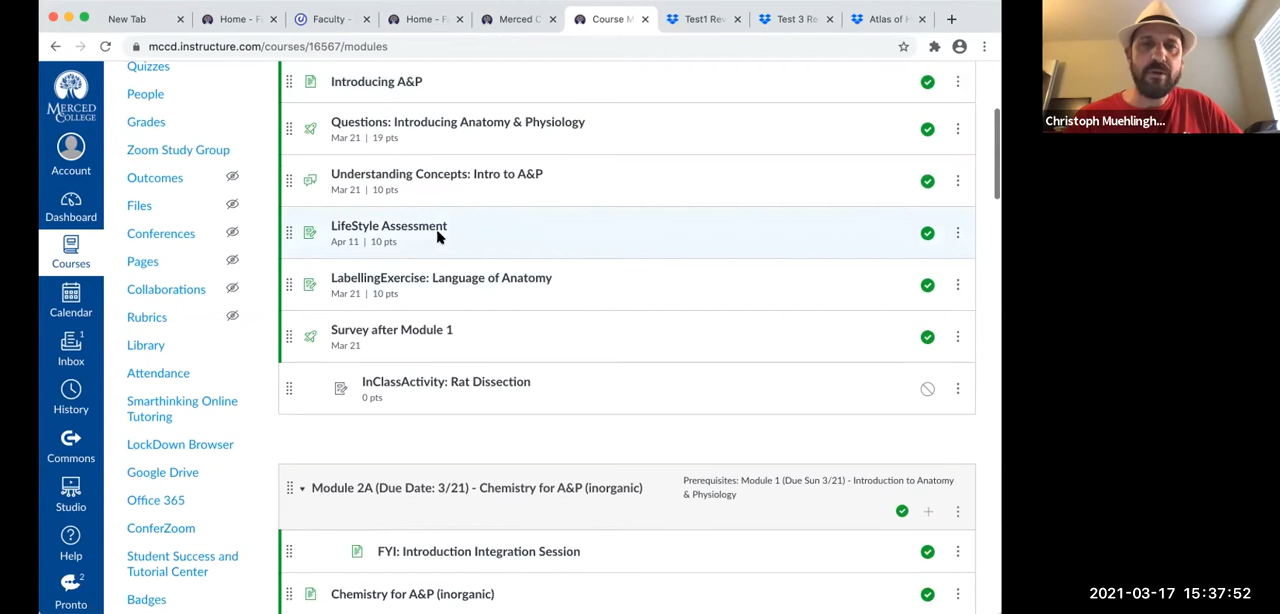 New Tab
Home - F
Faculty -
Home - F
Merced C
Course M
Test1 Rev
Test 3 Re
Atlas of H
mccd.instructure.com/courses/16567/modules
MERCED
COLLEGE
Account
Dashboard
Courses
Calendar
1
Inbox
History
Commons
Studio
Help
2
Pronto
Quizzes
People
Grades
Zoom Study Group
Outcomes
Files
Conferences
Pages
Collaborations
Rubrics
Library
Attendance
Smarthinking Online
Tutoring
LockDown Browser
Google Drive
Office 365
ConferZoom
Student Success and
Tutorial Center
Badges
Introducing A&P
Questions: Introducing Anatomy & Physiology
Mar 21 | 19 pts
Understanding Concepts: Intro to A&P
Mar 21 | 10 pts
LifeStyle Assessment
Apr 11 | 10 pts
LabellingExercise: Language of Anatomy
Mar 21 | 10 pts
Survey after Module 1
Mar 21
InClassActivity: Rat Dissection
0 pts
Module 2A (Due Date: 3/21) - Chemistry for A&P (inorganic)
Prerequisites: Module 1 (Due Sun 3/21) - Introduction to Anatomy
& Physiology
FYI: Introduction Integration Session
Chemistry for A&P (inorganic)
Christoph Muehlingh...
2021-03-17 15:37:52